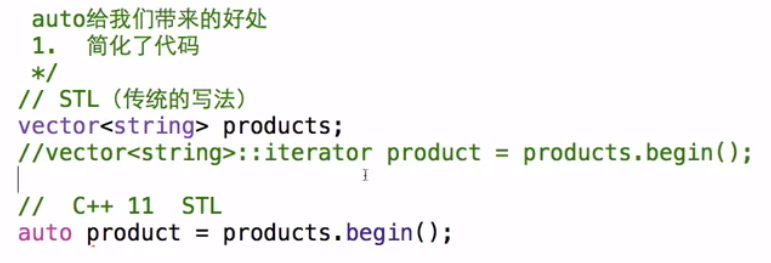 auto给我们带来的好处
1. 简化了代码
*/
// STL（传统的写法）
vector<string> products;
//vector<string>::iterator product = products.begin();
// C++ 11 STL
auto product = products.begin();